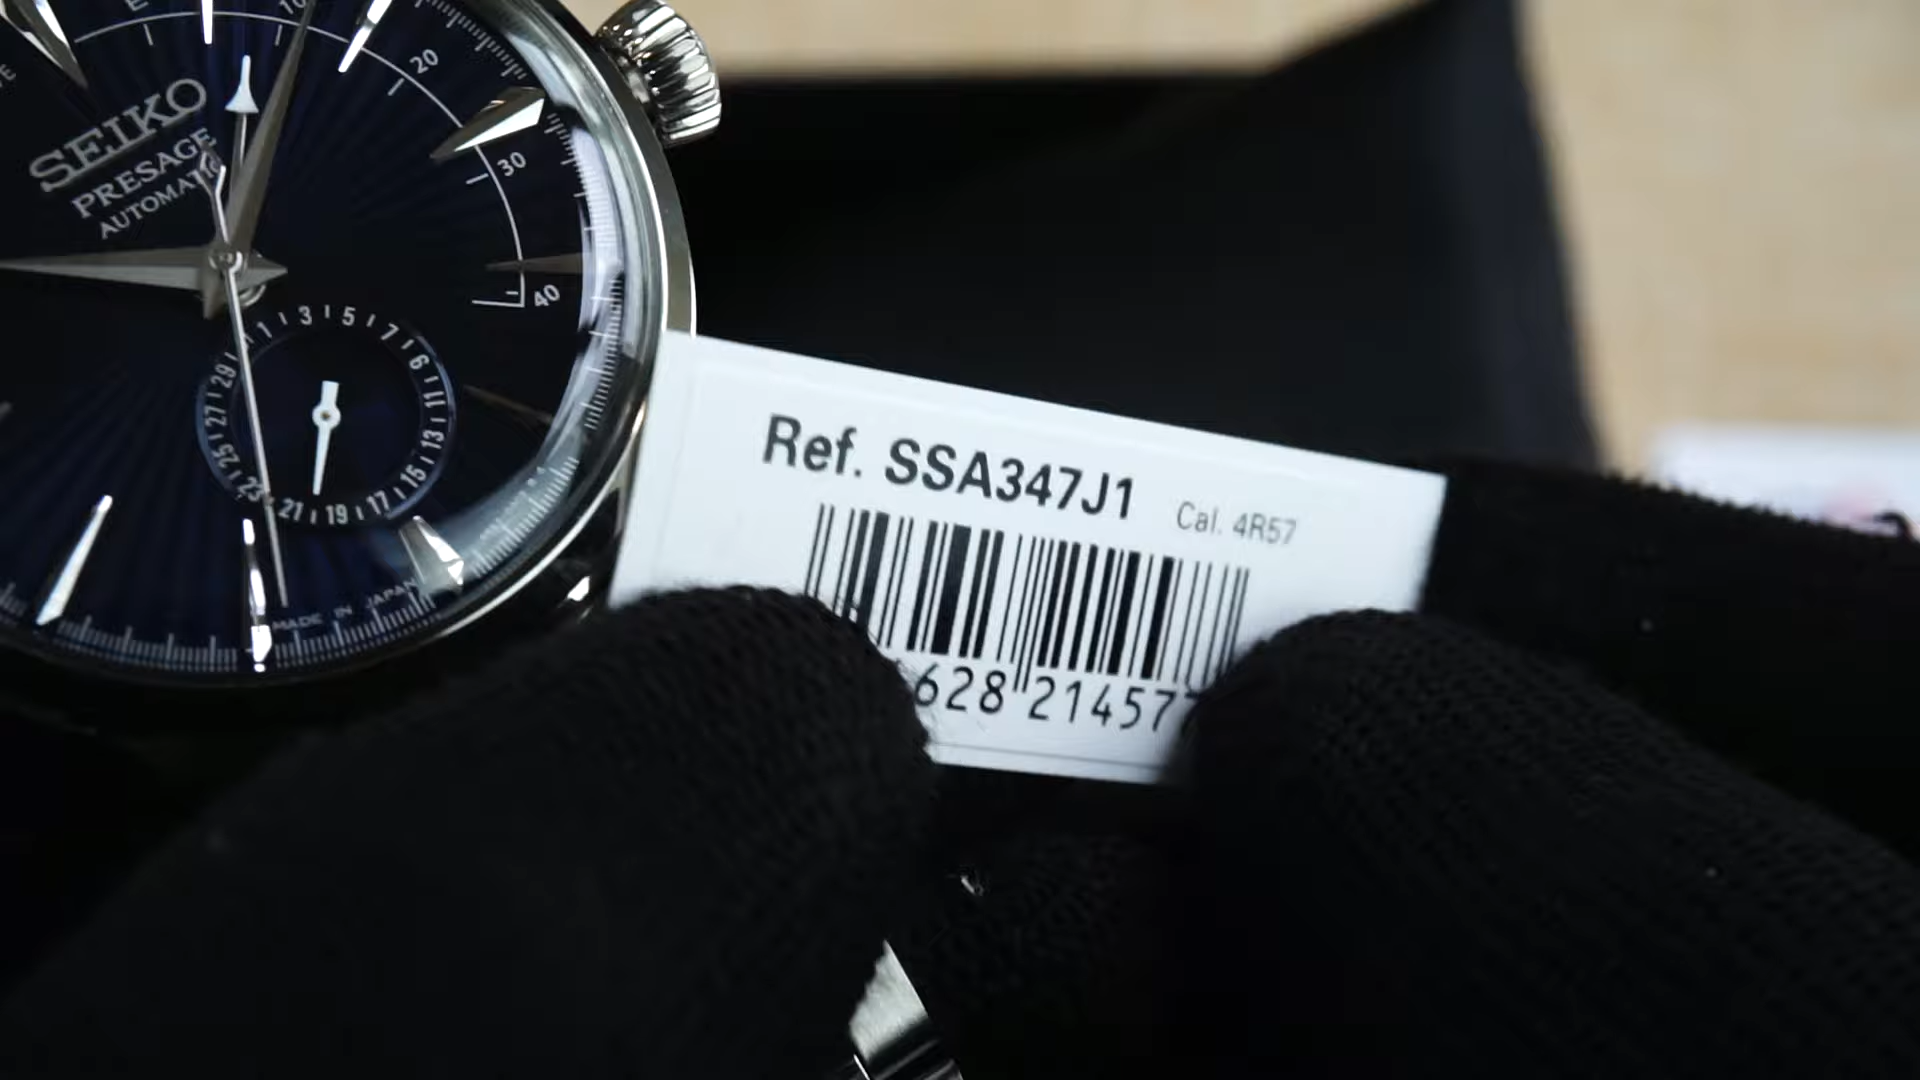 E
10
20
30
40
SEIKO
PRESAGE
AUTOMATIC
1 3 5 7 9 11 13 15 17 19 21 23 25 27 29
MADE IN JAPAN
Ref. SSA347J1 Cal. 4R57
628 21457